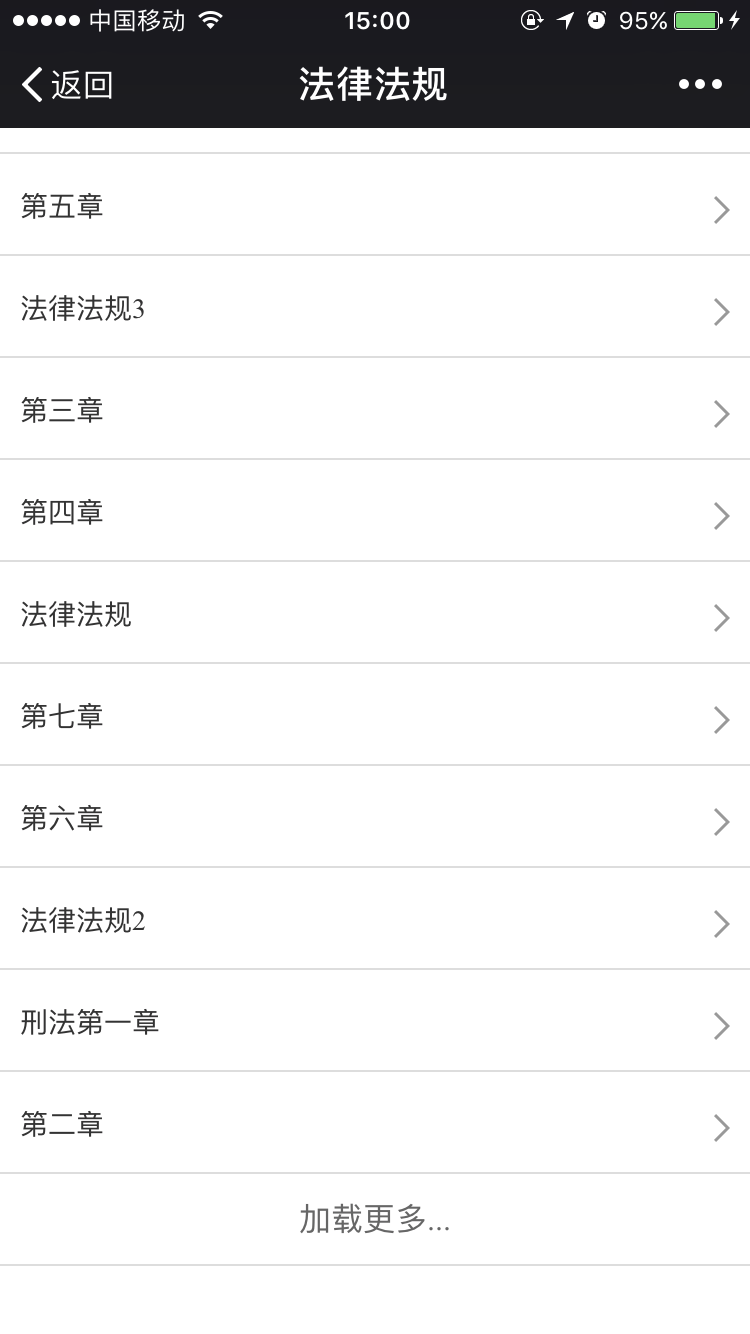 中国移动 15:00 95%
返回 法律法规
第五章
法律法规3
第三章
第四章
法律法规
第七章
第六章
法律法规2
刑法第一章
第二章
加载更多...